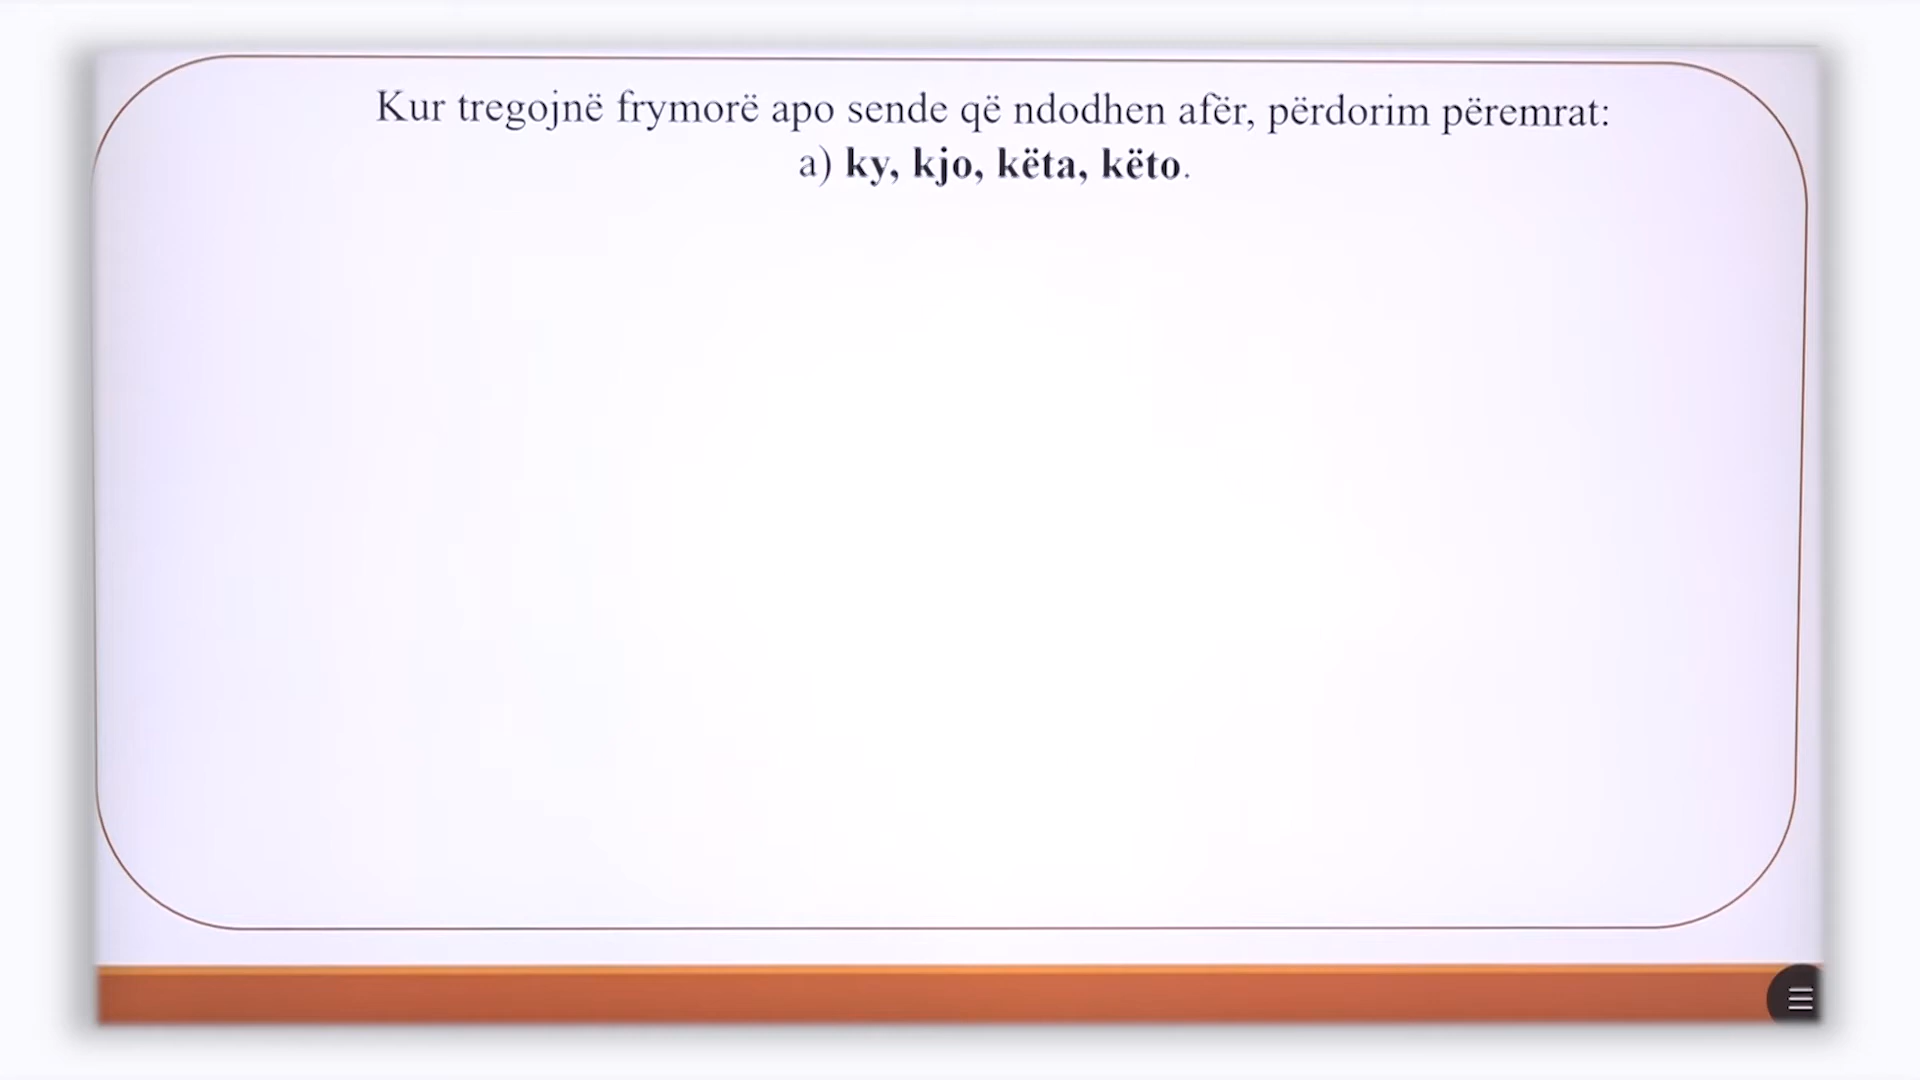 Kur tregojnë frymorë apo sende që ndodhen afër, përdorim përemrat:
a) ky, kjo, këta, këto.